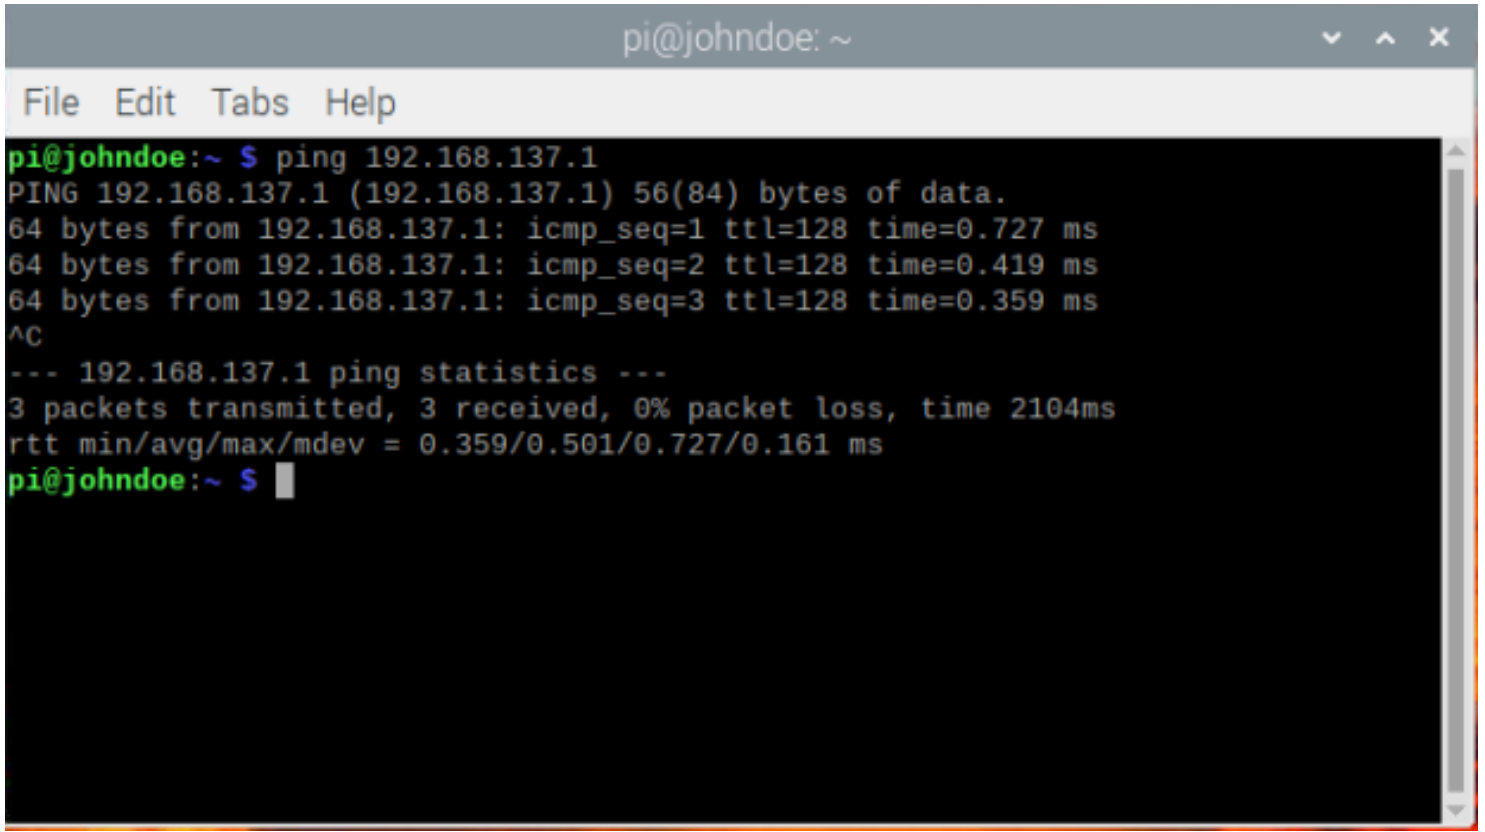 pi@johndoe: ~
File Edit Tabs Help
pi@johndoe:~ $ ping 192.168.137.1
PING 192.168.137.1 (192.168.137.1) 56(84) bytes of data.
64 bytes from 192.168.137.1: icmp_seq=1 ttl=128 time=0.727 ms
64 bytes from 192.168.137.1: icmp_seq=2 ttl=128 time=0.419 ms
64 bytes from 192.168.137.1: icmp_seq=3 ttl=128 time=0.359 ms
^C
--- 192.168.137.1 ping statistics ---
3 packets transmitted, 3 received, 0% packet loss, time 2104ms
rtt min/avg/max/mdev = 0.359/0.501/0.727/0.161 ms
pi@johndoe:~ $